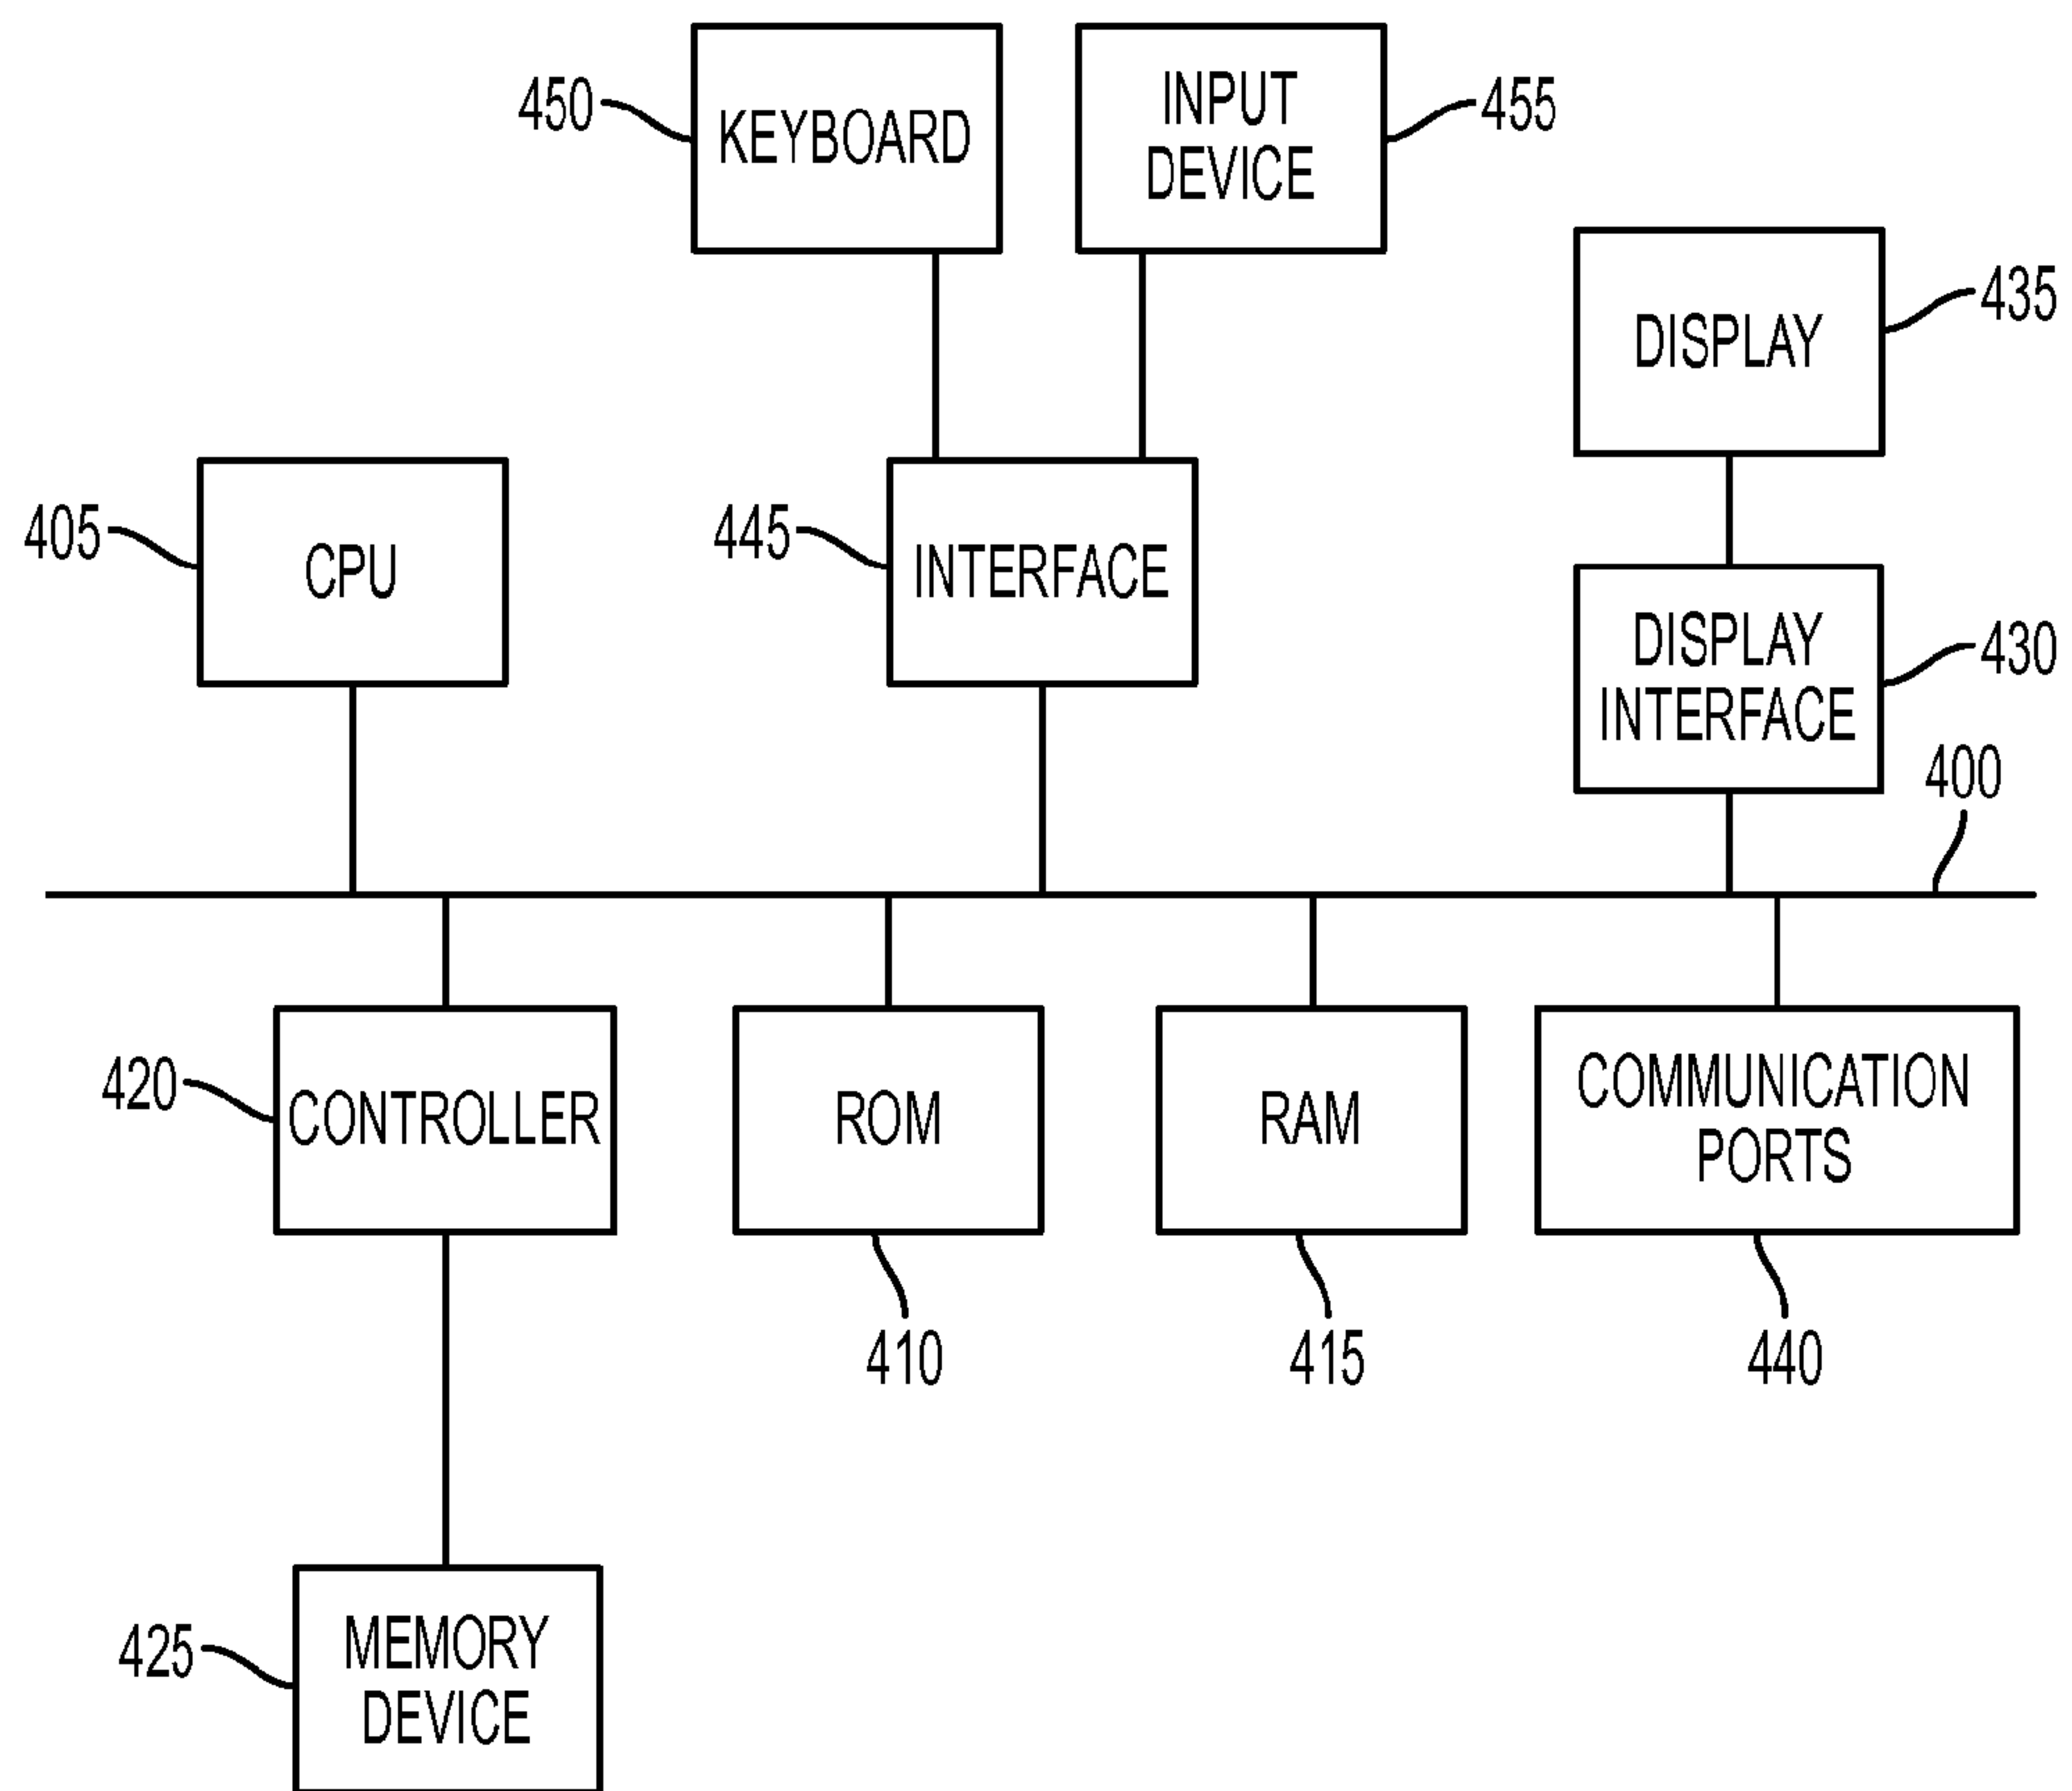 450
KEYBOARD
INPUT
DEVICE
455
DISPLAY
435
405
CPU
445
INTERFACE
DISPLAY
INTERFACE
430
400
420
CONTROLLER
ROM
RAM
COMMUNICATION
PORTS
410
415
440
425
MEMORY
DEVICE